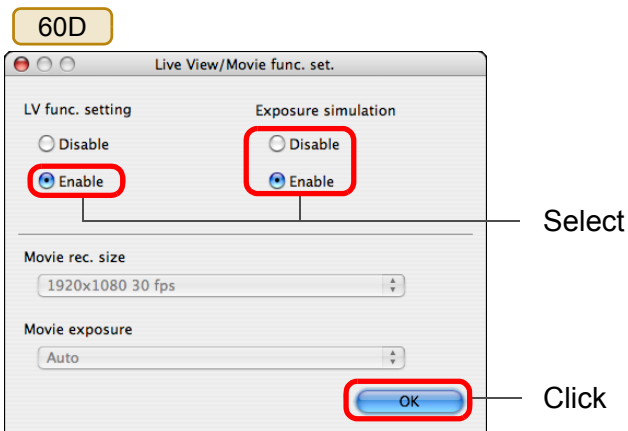 60D
Live View/Movie func. set.
LV func. setting
Exposure simulation
Disable
Disable
Enable
Enable
Select
Movie rec. size
1920x1080 30 fps
Movie exposure
Auto
OK
Click